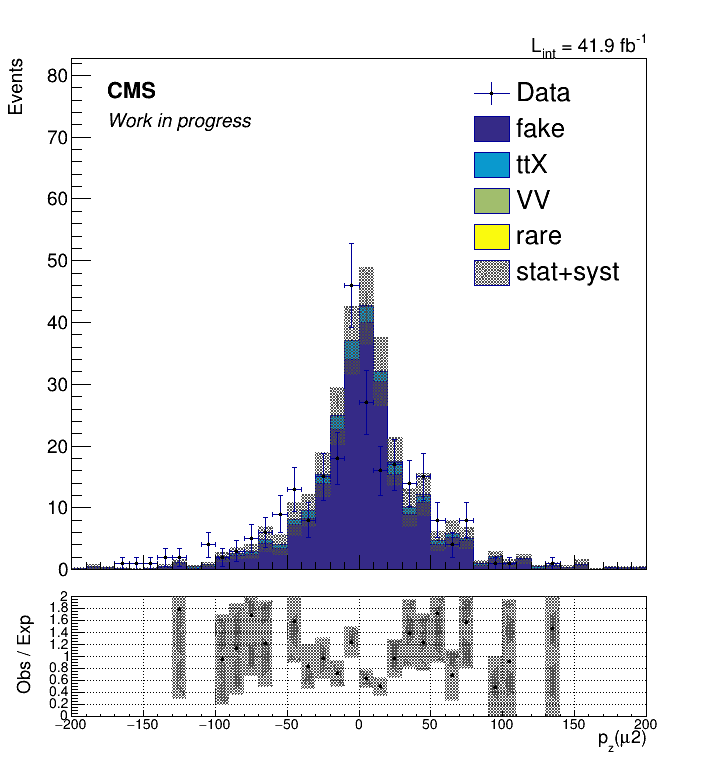 L_int = 41.9 fb^-1
Events
80
70
60
50
40
30
20
10
0
CMS
Work in progress
Data
fake
ttX
VV
rare
stat+syst
Obs / Exp
2
1.8
1.6
1.4
1.2
1
0.8
0.6
0.4
0.2
0
−200 −150 −100 −50 0 50 100 150 200
p_z(μ2)